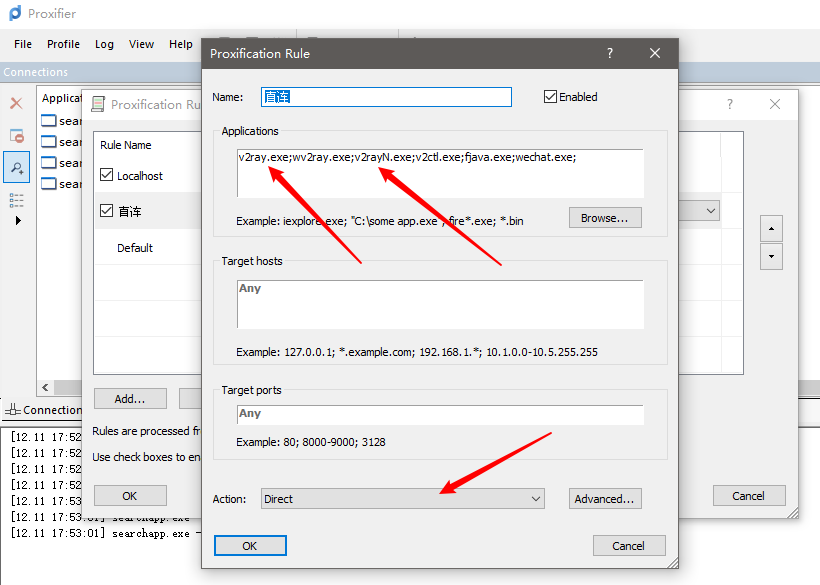 Proxifier
File Profile Log View Help
Connections
Applicat
sear
sear
sear
sear
Proxification Ru
?
Rule Name
Localhost
直连
Default
Add...
Rules are processed fr
Use check boxes to en
OK
Cancel
Connection
[12.11 17:52
[12.11 17:52
[12.11 17:52
[12.11 17:52
[12.11 17:53
[12.11 17:53:01] searchapp.exe
[12.11 17:53:01] searchapp.exe -
Proxification Rule
?
Name: 直连 Enabled
Applications
v2ray.exe;wv2ray.exe;v2rayN.exe;v2ctl.exe;fjava.exe;wechat.exe;
Example: iexplore.exe; "C:\some app.exe"; fire*.exe; *.bin
Browse...
Target hosts
Any
Example: 127.0.0.1; *.example.com; 192.168.1.*; 10.1.0.0-10.5.255.255
Target ports
Any
Example: 80; 8000-9000; 3128
Action: Direct Advanced...
OK Cancel